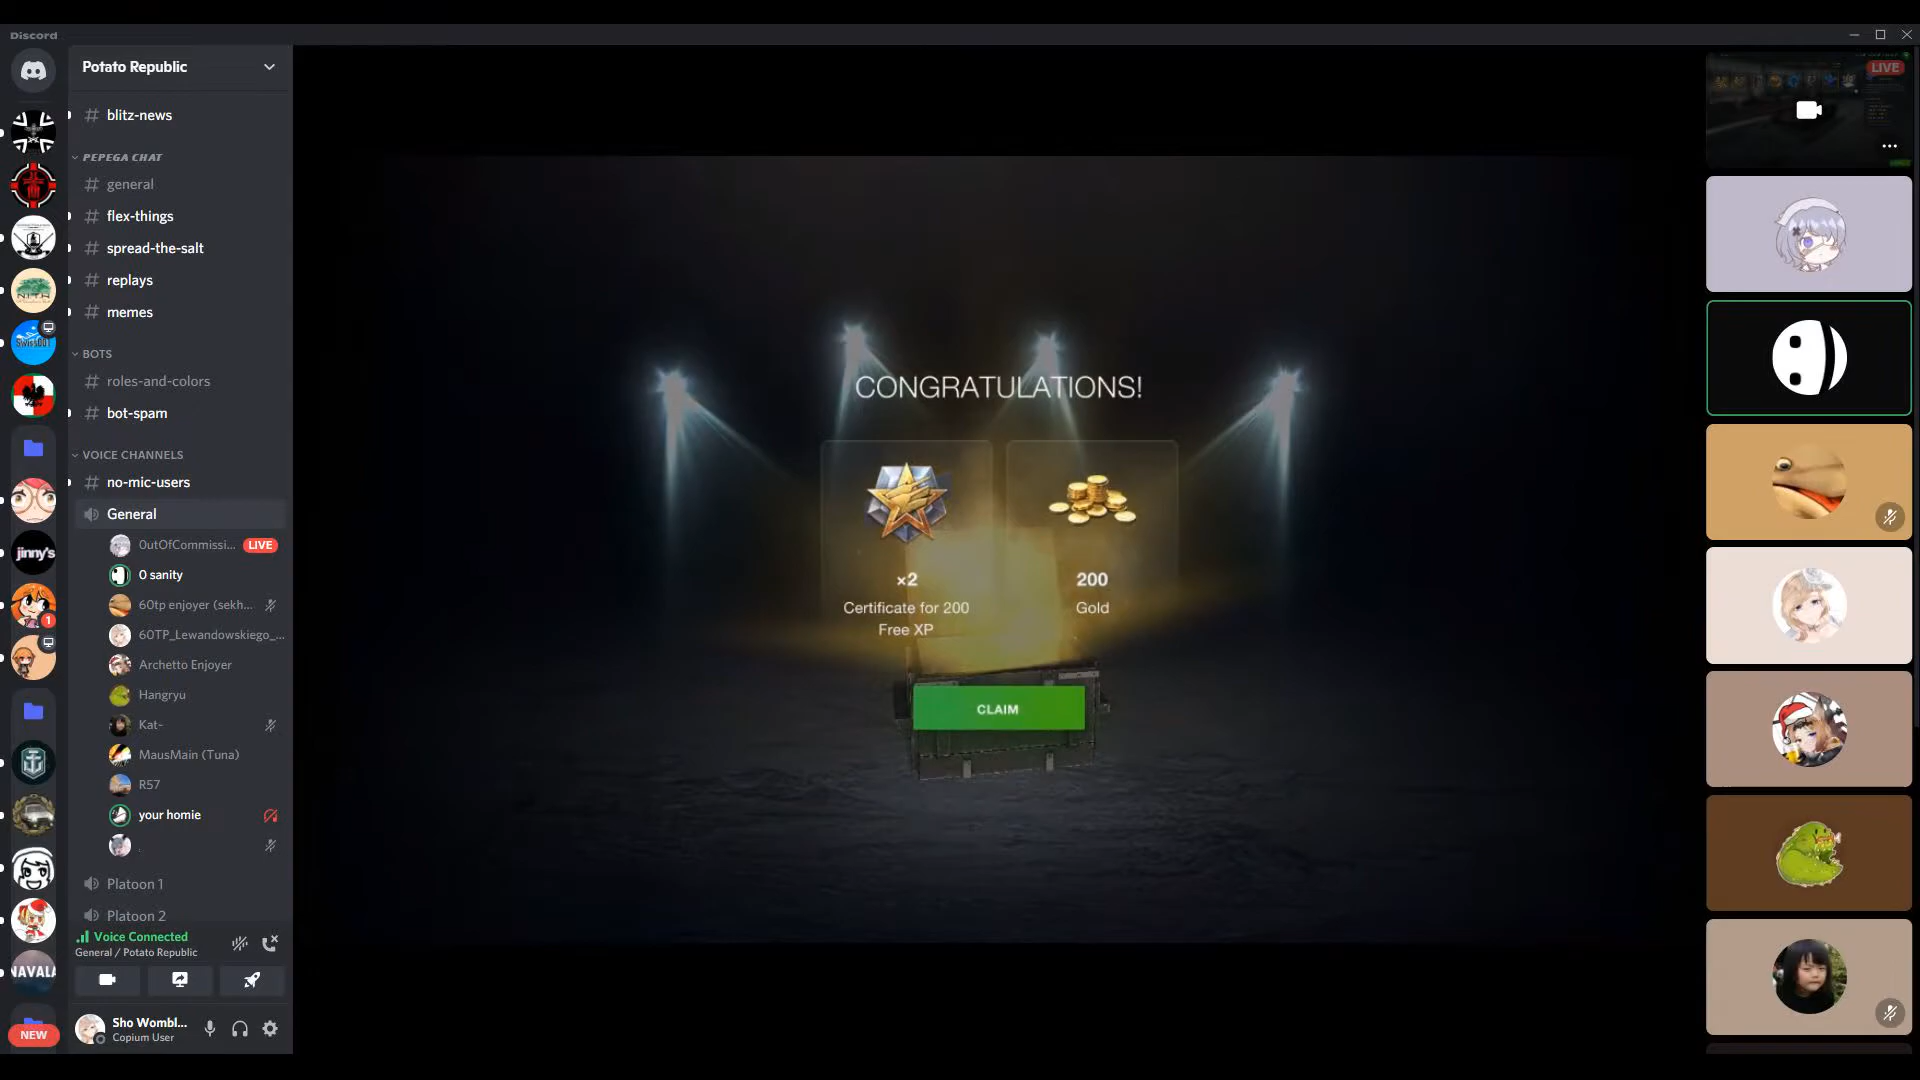 Discord
Potato Republic
blitz-news
PEPEGA CHAT
general
flex-things
spread-the-salt
replays
memes
BOTS
roles-and-colors
bot-spam
VOICE CHANNELS
no-mic-users
General
0utOfCommissi... LIVE
0 sanity
60tp enjoyer (sekh...
60TP_Lewandowskiego_...
Archetto Enjoyer
Hangryu
Kat-
MausMain (Tuna)
R57
your homie
.
Platoon 1
Platoon 2
Voice Connected
General / Potato Republic
Sho Wombl...
Copium User
N.I.T.H
SWISSBOT
jinny's
1
NAVALA
NEW
CONGRATULATIONS!
×2
Certificate for 200
Free XP
200
Gold
CLAIM
LIVE